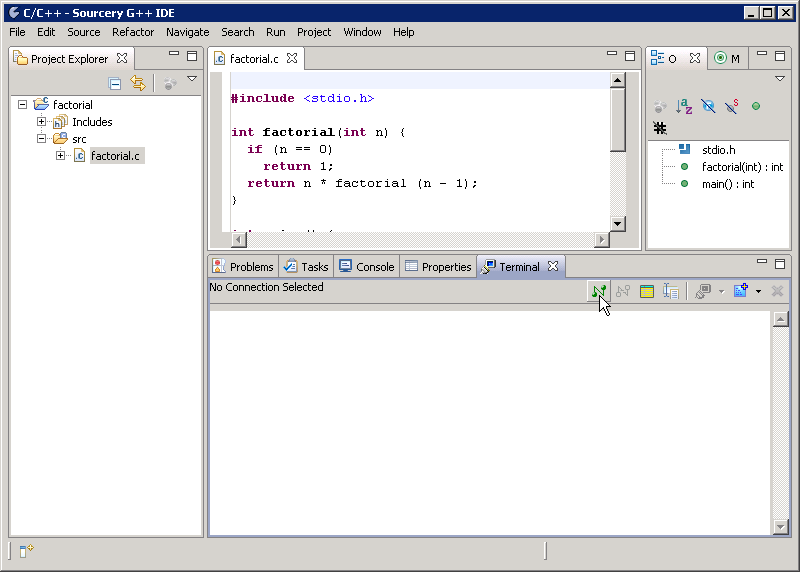 C/C++ - Sourcery G++ IDE
File Edit Source Refactor Navigate Search Run Project Window Help
Project Explorer
factorial
Includes
src
factorial.c
factorial.c
#include <stdio.h>
int factorial(int n) {
if (n == 0)
return 1;
return n * factorial (n - 1);
}
O
M
stdio.h
factorial(int) : int
main() : int
Problems
Tasks
Console
Properties
Terminal
No Connection Selected